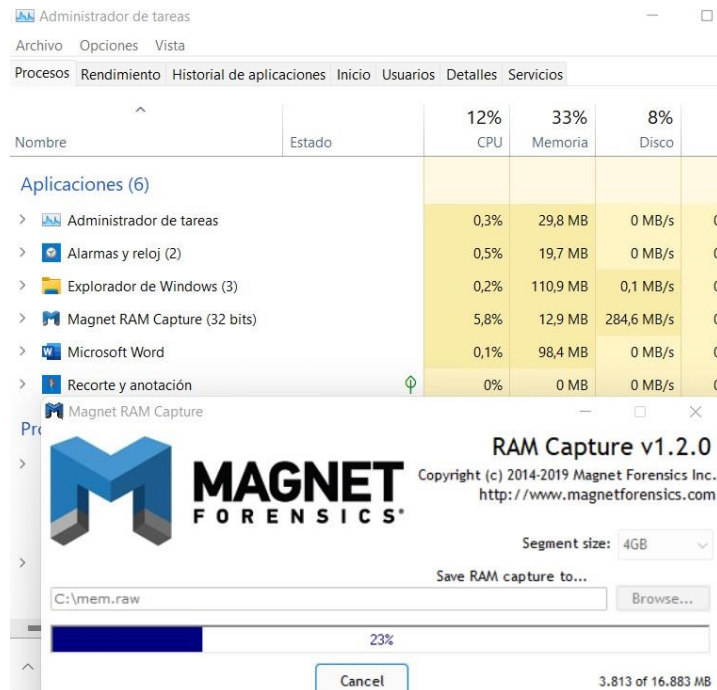 Administrador de tareas
Archivo Opciones Vista
Procesos Rendimiento Historial de aplicaciones Inicio Usuarios Detalles Servicios
12% 33% 8%
Nombre Estado CPU Memoria Disco
Aplicaciones (6)
Administrador de tareas 0,3% 29,8 MB 0 MB/s
Alarmas y reloj (2) 0,5% 19,7 MB 0 MB/s
Explorador de Windows (3) 0,2% 110,9 MB 0,1 MB/s
Magnet RAM Capture (32 bits) 5,8% 12,9 MB 284,6 MB/s
Microsoft Word 0,1% 98,4 MB 0 MB/s
Recorte y anotación 0% 0 MB 0 MB/s
Magnet RAM Capture
RAM Capture v1.2.0
MAGNET
FORENSICS
Copyright (c) 2014-2019 Magnet Forensics Inc.
http://www.magnetforensics.com
Segment size: 4GB
Save RAM capture to...
C:\mem.raw Browse...
23%
Cancel 3.813 of 16.883 MB